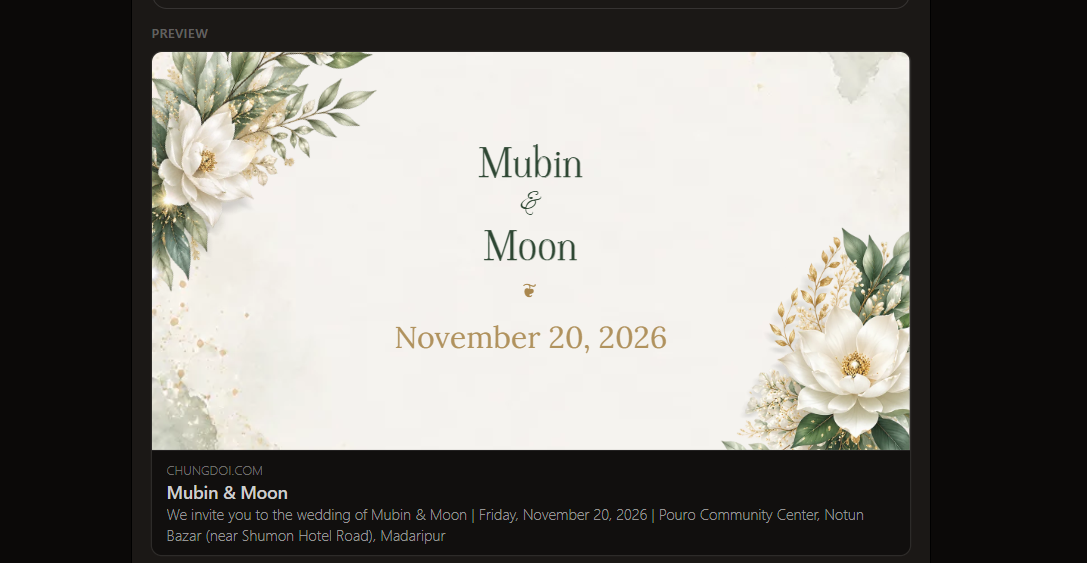 PREVIEW
Mubin
&
Moon
November 20, 2026
CHUNGDOI.COM
Mubin & Moon
We invite you to the wedding of Mubin & Moon | Friday, November 20, 2026 | Pouro Community Center, Notun
Bazar (near Shumon Hotel Road), Madaripur